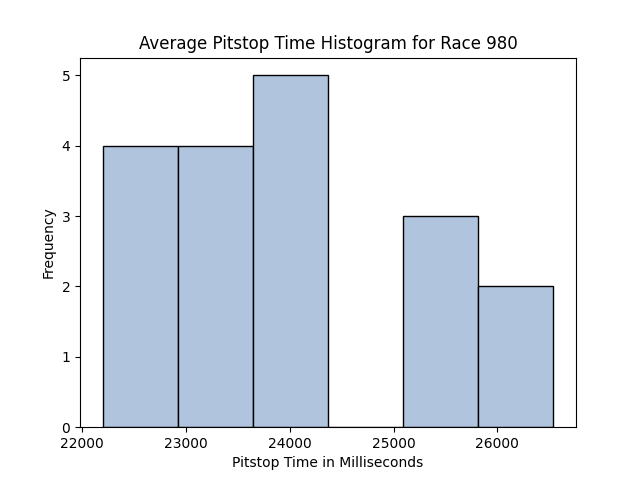 Average Pitstop Time Histogram for Race 980
5
4
3
2
1
0
Frequency
22000 23000 24000 25000 26000
Pitstop Time in Milliseconds